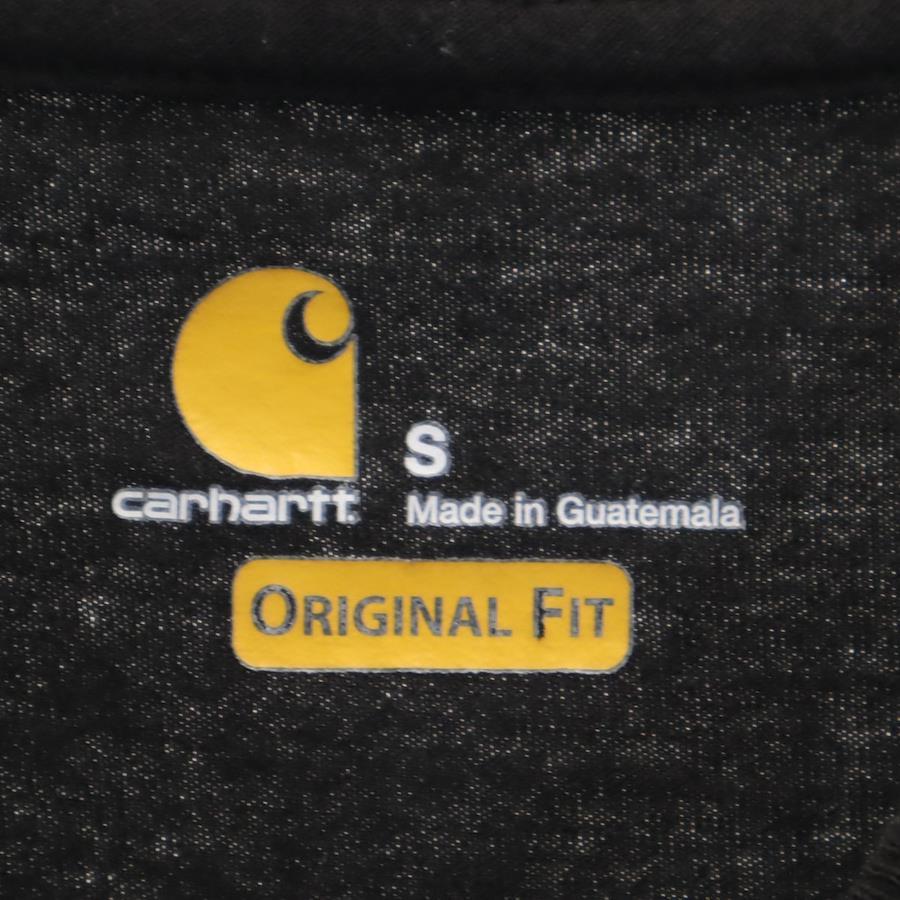 S
carhartt.
Made in Guatemala
ORIGINAL FIT